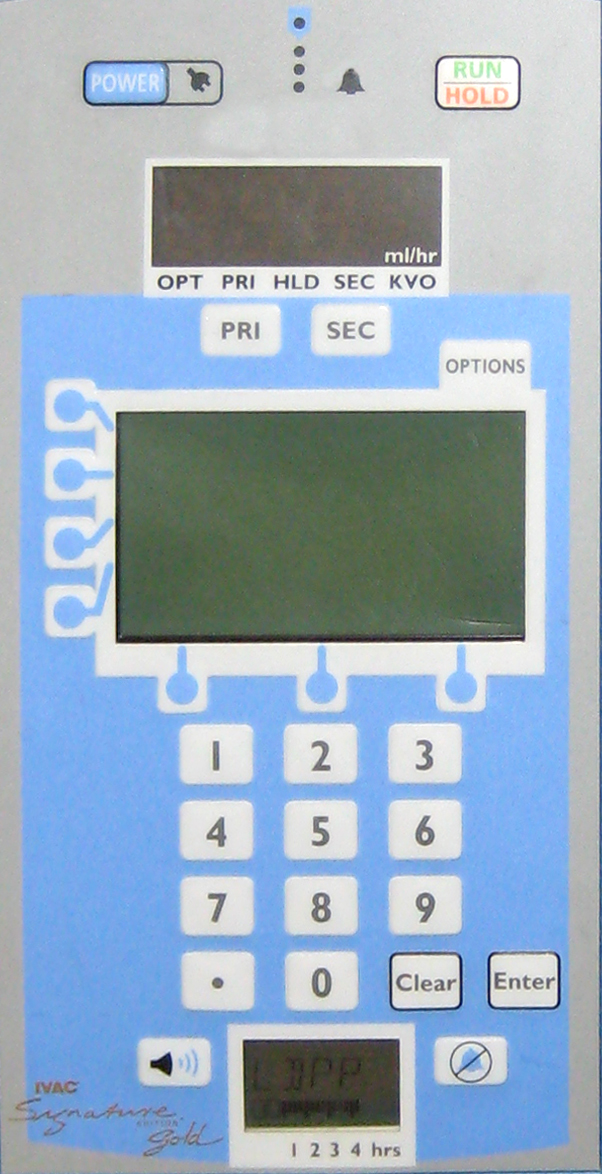 POWER
RUN
HOLD
ml/hr
OPT PRI HLD SEC KVO
PRI SEC
OPTIONS
1 2 3
4 5 6
7 8 9
. 0 Clear Enter
IVAC
Signature
EDITION
Gold
1 2 3 4 hrs